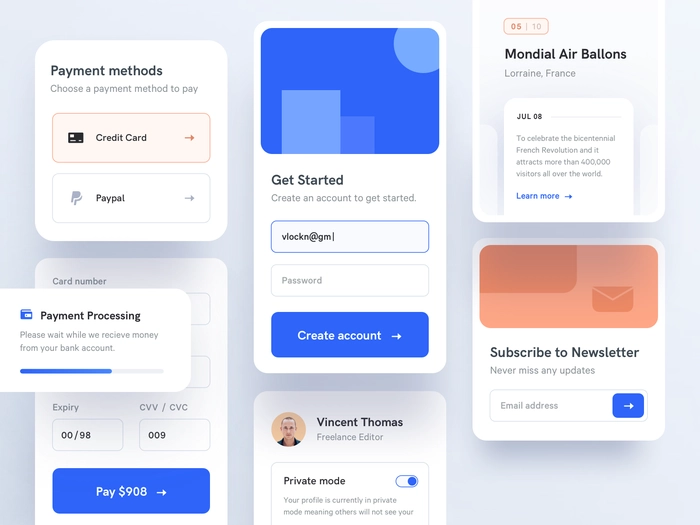 Payment methods
Choose a payment method to pay
Credit Card
Paypal
Card number
Payment Processing
Please wait while we recieve money
from your bank account.
Expiry
CVV / CVC
00/98
009
Pay $908
Get Started
Create an account to get started.
vlockn@gm
Password
Create account
Vincent Thomas
Freelance Editor
Private mode
Your profile is currently in private
mode meaning others will not see your
05 | 10
Mondial Air Ballons
Lorraine, France
JUL 08
To celebrate the bicentennial
French Revolution and it
attracts more than 400,000
visitors all over the world.
Learn more
Subscribe to Newsletter
Never miss any updates
Email address